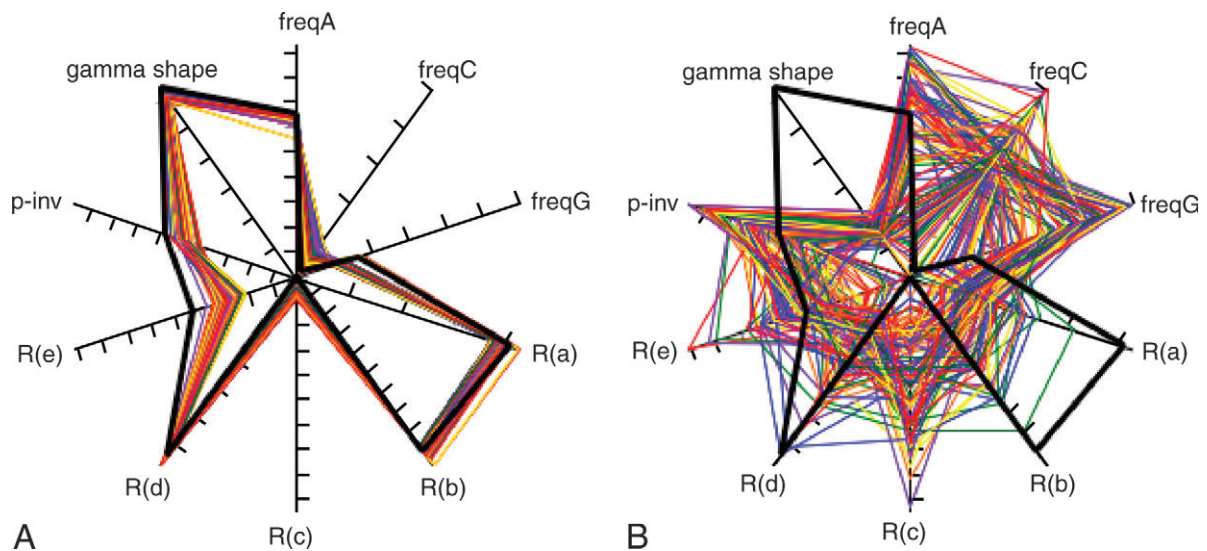 freqA
freqC
gamma shape
p-inv
freqG
R(e)
R(a)
R(d)
R(b)
R(c)
A
freqA
freqC
gamma shape
p-inv
freqG
R(e)
R(a)
R(d)
R(b)
R(c)
B